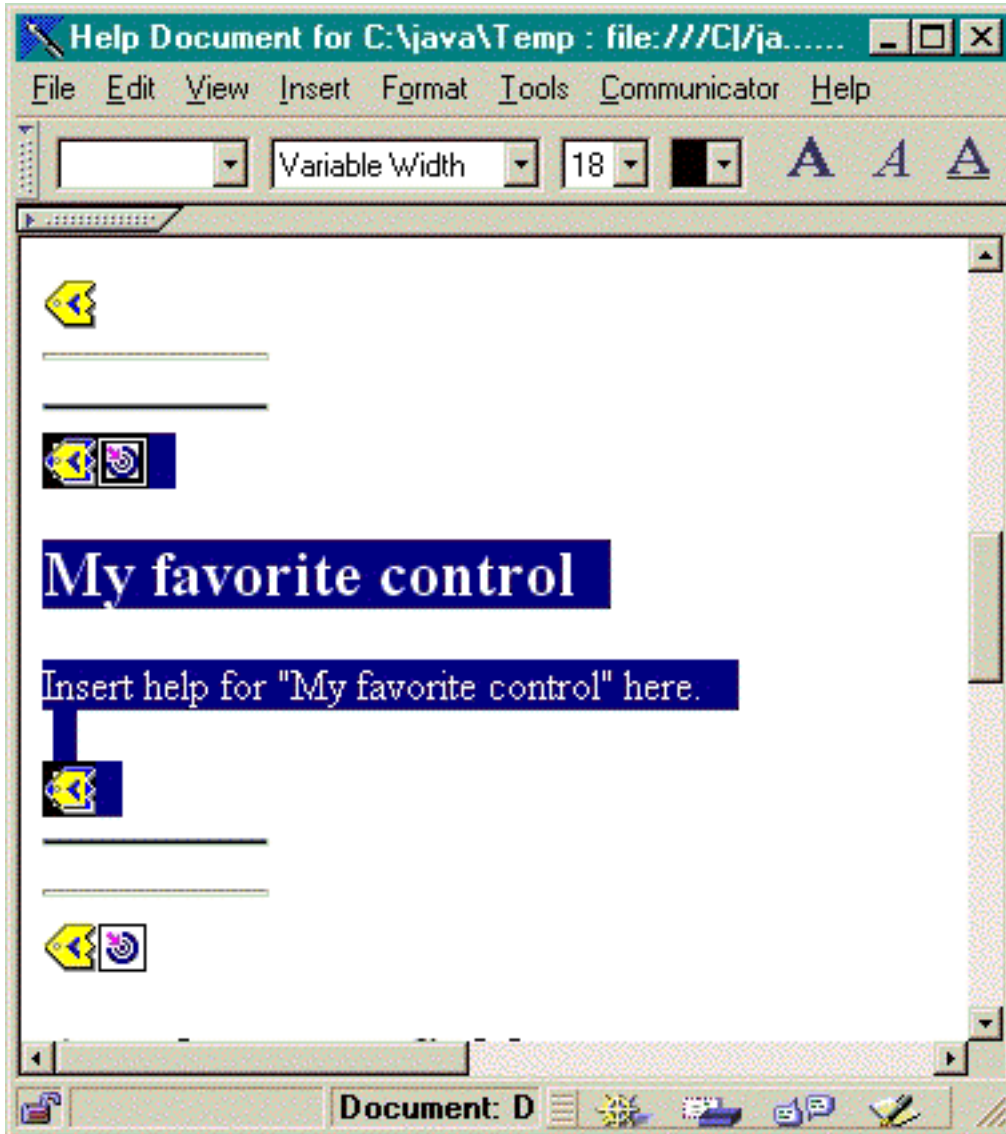 Help Document for C:\java\Temp : file:///C|/ja......
File Edit View Insert Format Tools Communicator Help
Variable Width 18 A A A
My favorite control
Insert help for "My favorite control" here.
Document: D